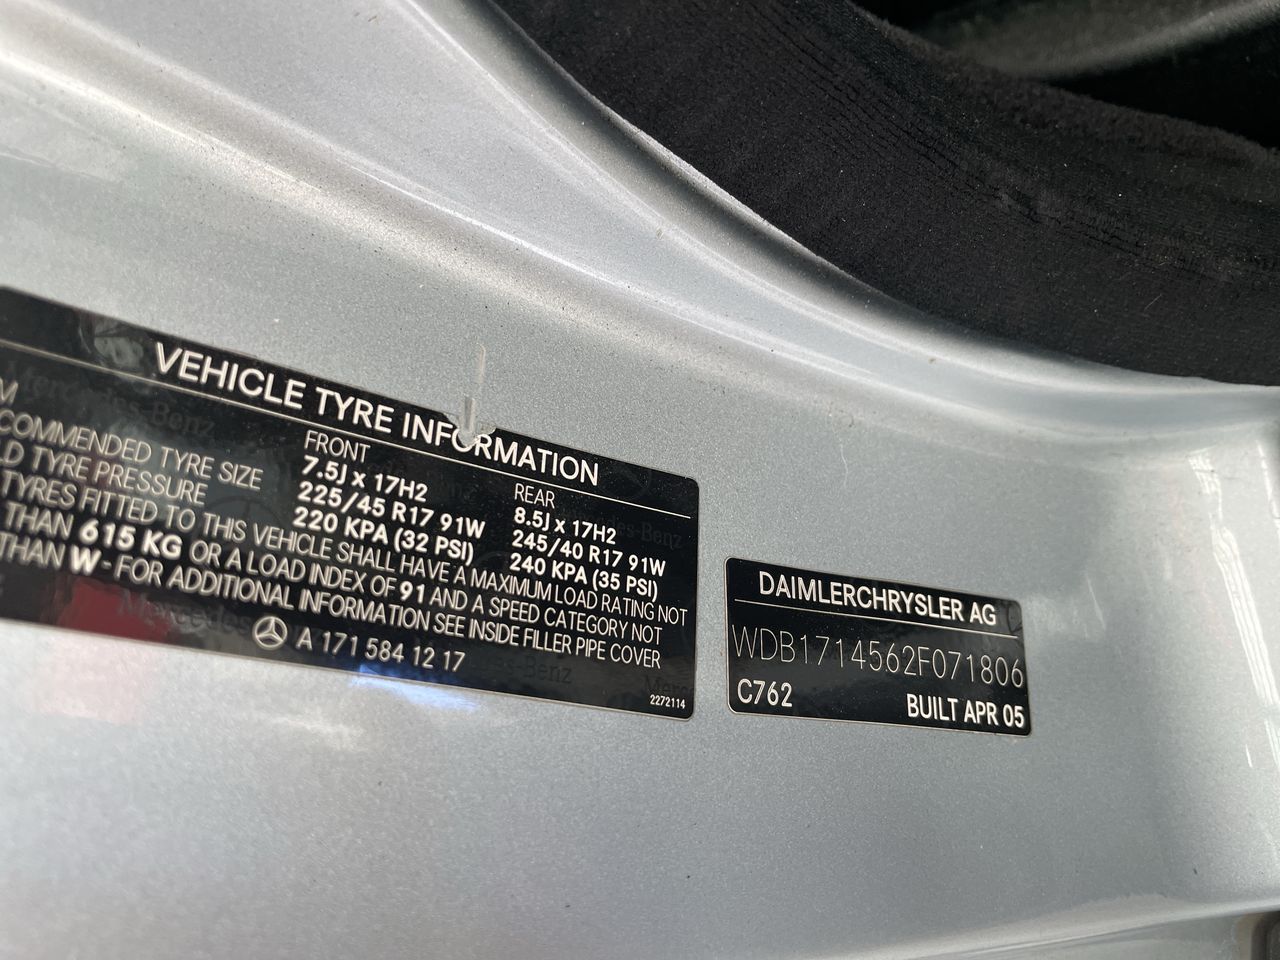 VEHICLE TYRE INFORMATION
M
FRONT REAR
COMMENDED TYRE SIZE 7.5J x 17H2 8.5J x 17H2
225/45 R17 91W 245/40 R17 91W
LD TYRE PRESSURE 220 KPA (32 PSI) 240 KPA (35 PSI)
TYRES FITTED TO THIS VEHICLE SHALL HAVE A MAXIMUM LOAD RATING NOT
THAN 615 KG OR A LOAD INDEX OF 91 AND A SPEED CATEGORY NOT
THAN W - FOR ADDITIONAL INFORMATION SEE INSIDE FILLER PIPE COVER
A 171 584 12 17
2272114
DAIMLERCHRYSLER AG
WDB1714562F071806
C762 BUILT APR 05